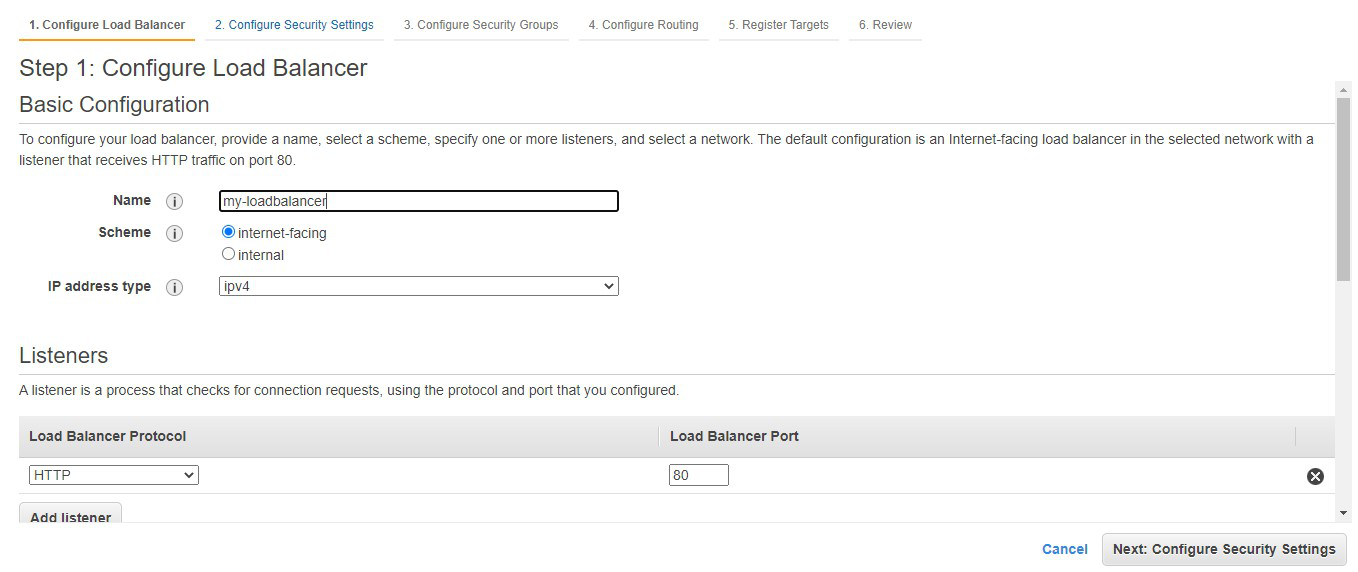 1. Configure Load Balancer 2. Configure Security Settings 3. Configure Security Groups 4. Configure Routing 5. Register Targets 6. Review
Step 1: Configure Load Balancer
Basic Configuration
To configure your load balancer, provide a name, select a scheme, specify one or more listeners, and select a network. The default configuration is an Internet-facing load balancer in the selected network with a
listener that receives HTTP traffic on port 80.
Name i my-loadbalancer
Scheme i internet-facing
internal
IP address type i ipv4
Listeners
A listener is a process that checks for connection requests, using the protocol and port that you configured.
Load Balancer Protocol Load Balancer Port
HTTP 80
Add listener
Cancel Next: Configure Security Settings